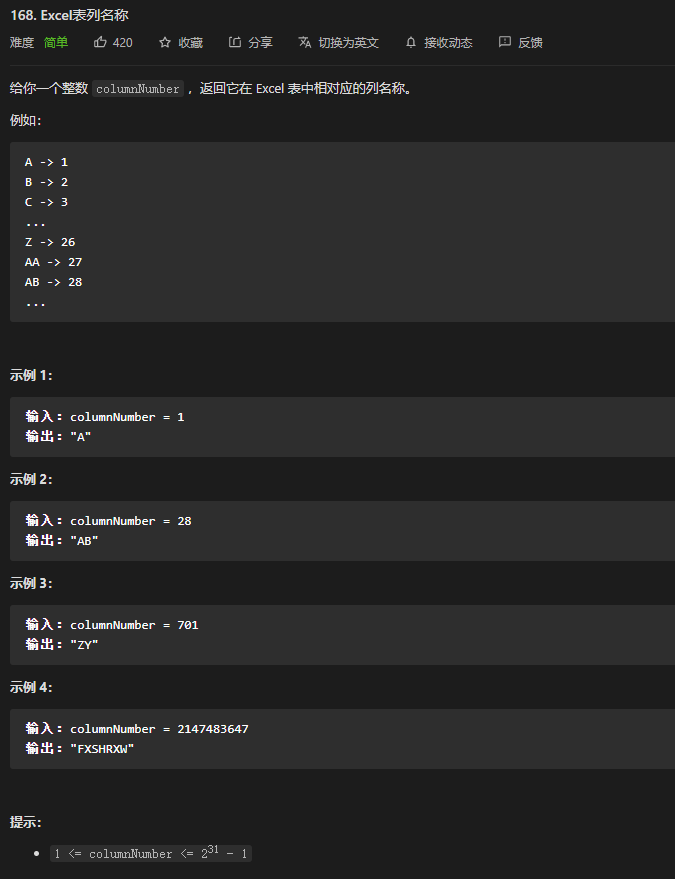 168. Excel表列名称
难度 简单 420 收藏 分享 切换为英文 接收动态 反馈
给你一个整数 columnNumber ，返回它在 Excel 表中相对应的列名称。
例如：
A -> 1
B -> 2
C -> 3
...
Z -> 26
AA -> 27
AB -> 28
...
示例 1：
输入：columnNumber = 1
输出："A"
示例 2：
输入：columnNumber = 28
输出："AB"
示例 3：
输入：columnNumber = 701
输出："ZY"
示例 4：
输入：columnNumber = 2147483647
输出："FXSHRXW"
提示：
• 1 <= columnNumber <= 2³¹ - 1